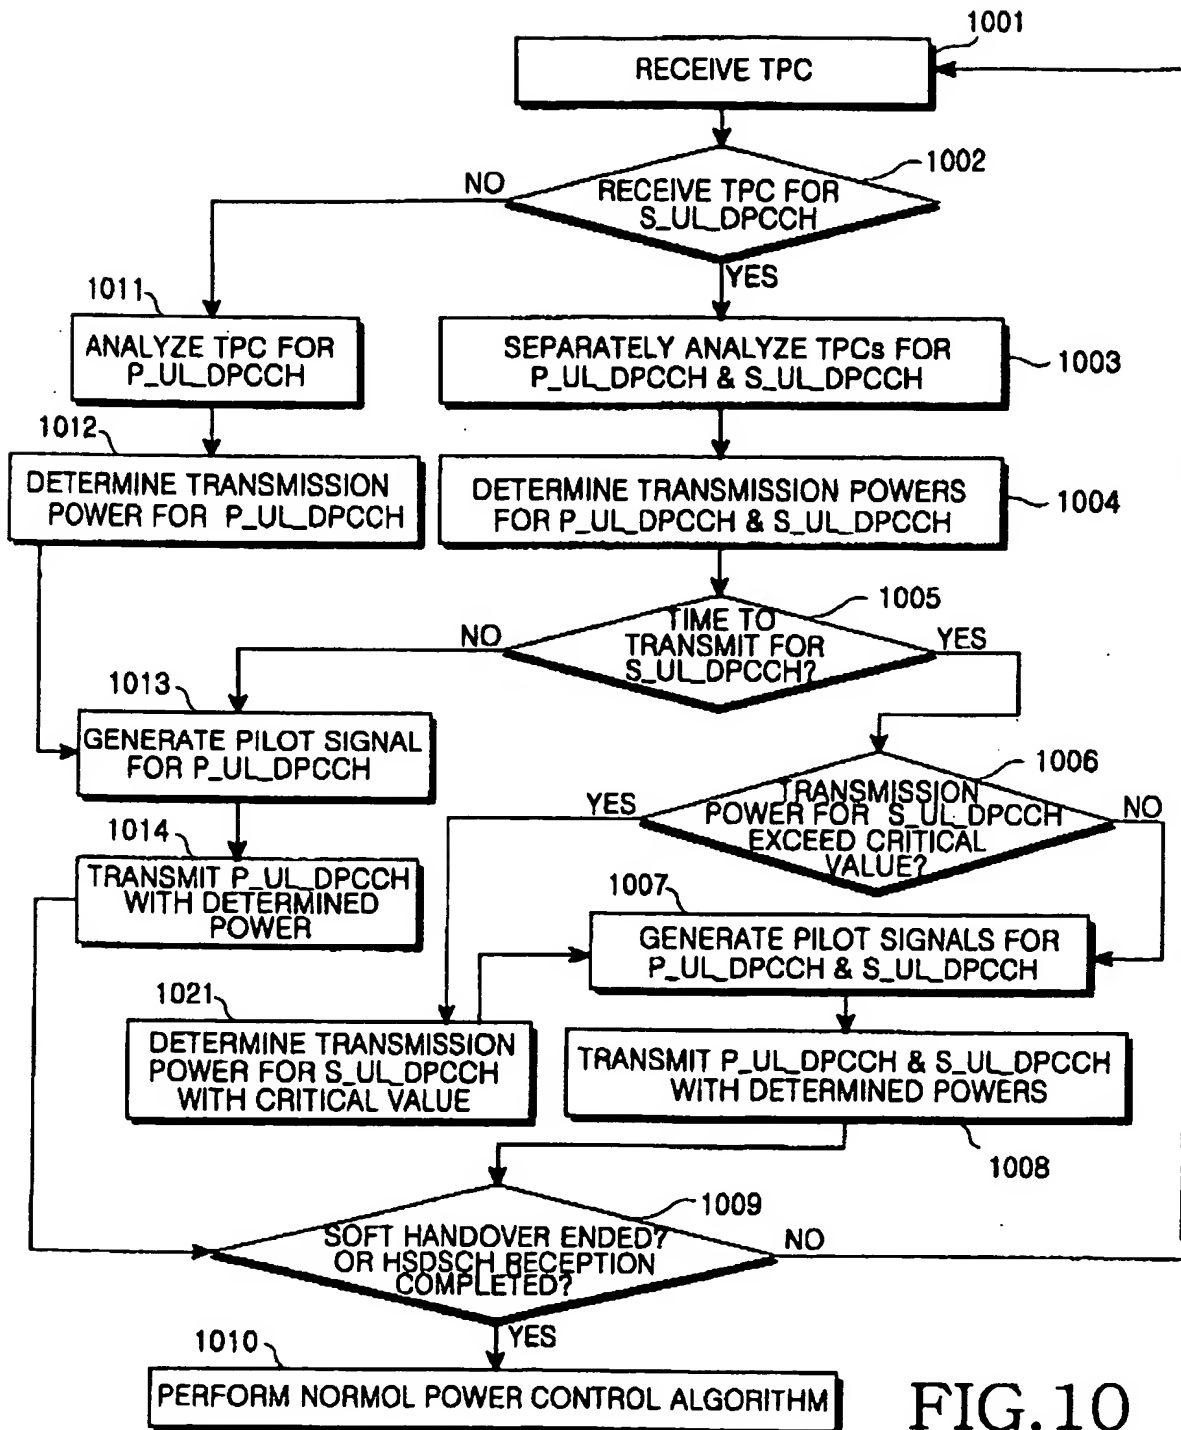 1001
RECEIVE TPC
1002
NO
RECEIVE TPC FOR
S_UL_DPCCH
YES
1011
ANALYZE TPC FOR
P_UL_DPCCH
SEPARATELY ANALYZE TPCs FOR
P_UL_DPCCH & S_UL_DPCCH
1003
1012
DETERMINE TRANSMISSION
POWER FOR P_UL_DPCCH
DETERMINE TRANSMISSION POWERS
FOR P_UL_DPCCH & S_UL_DPCCH
1004
1005
NO
TIME TO
TRANSMIT FOR
S_UL_DPCCH?
YES
1013
GENERATE PILOT SIGNAL
FOR P_UL_DPCCH
1006
YES
TRANSMISSION
POWER FOR S_UL_DPCCH
EXCEED CRITICAL
VALUE?
NO
1014
TRANSMIT P_UL_DPCCH
WITH DETERMINED
POWER
1007
GENERATE PILOT SIGNALS FOR
P_UL_DPCCH & S_UL_DPCCH
1021
DETERMINE TRANSMISSION
POWER FOR S_UL_DPCCH
WITH CRITICAL VALUE
TRANSMIT P_UL_DPCCH & S_UL_DPCCH
WITH DETERMINED POWERS
1008
1009
SOFT HANDOVER ENDED?
OR HSDSCH RECEPTION
COMPLETED?
NO
YES
1010
PERFORM NORMOL POWER CONTROL ALGORITHM
FIG.10